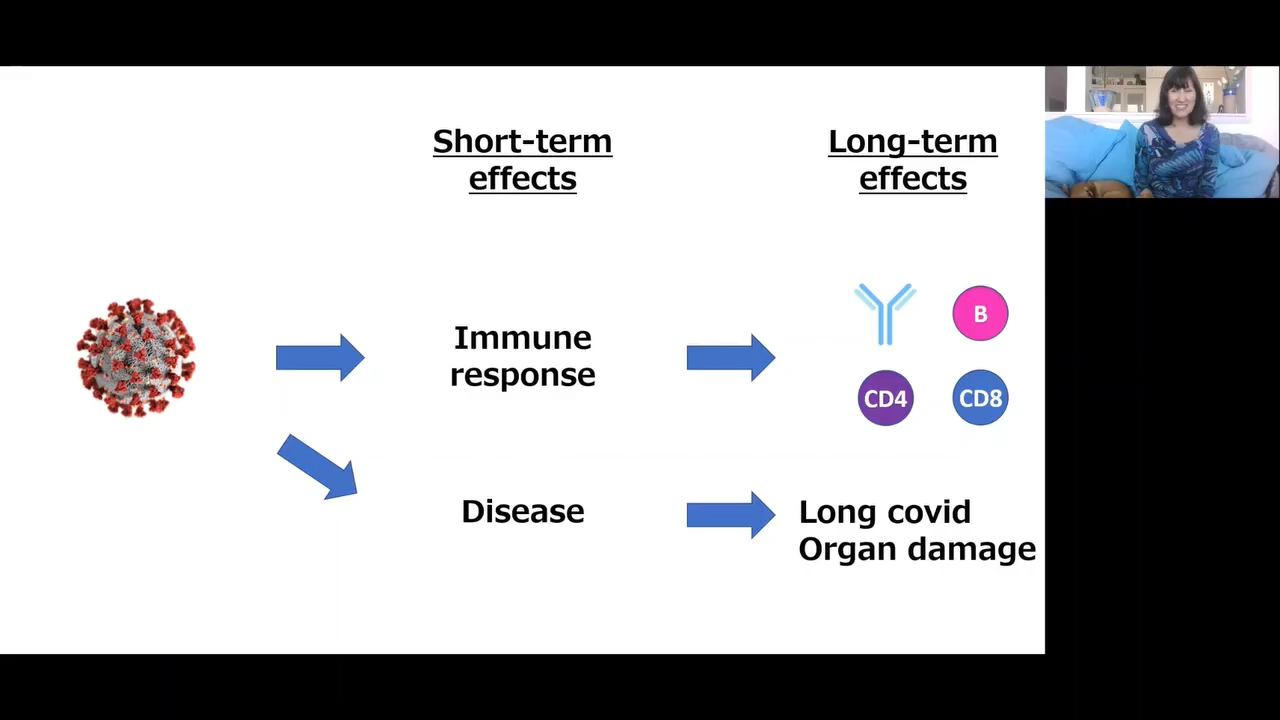 Short-term
effects
Long-term
effects
Immune
response
B
CD4
CD8
Disease
Long covid
Organ damage